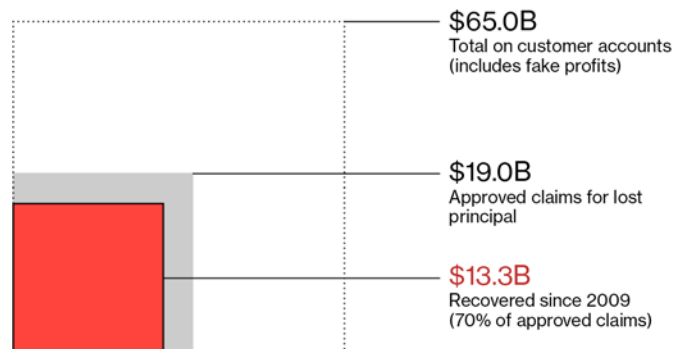 $65.0B
Total on customer accounts
(includes fake profits)
$19.0B
Approved claims for lost
principal
$13.3B
Recovered since 2009
(70% of approved claims)